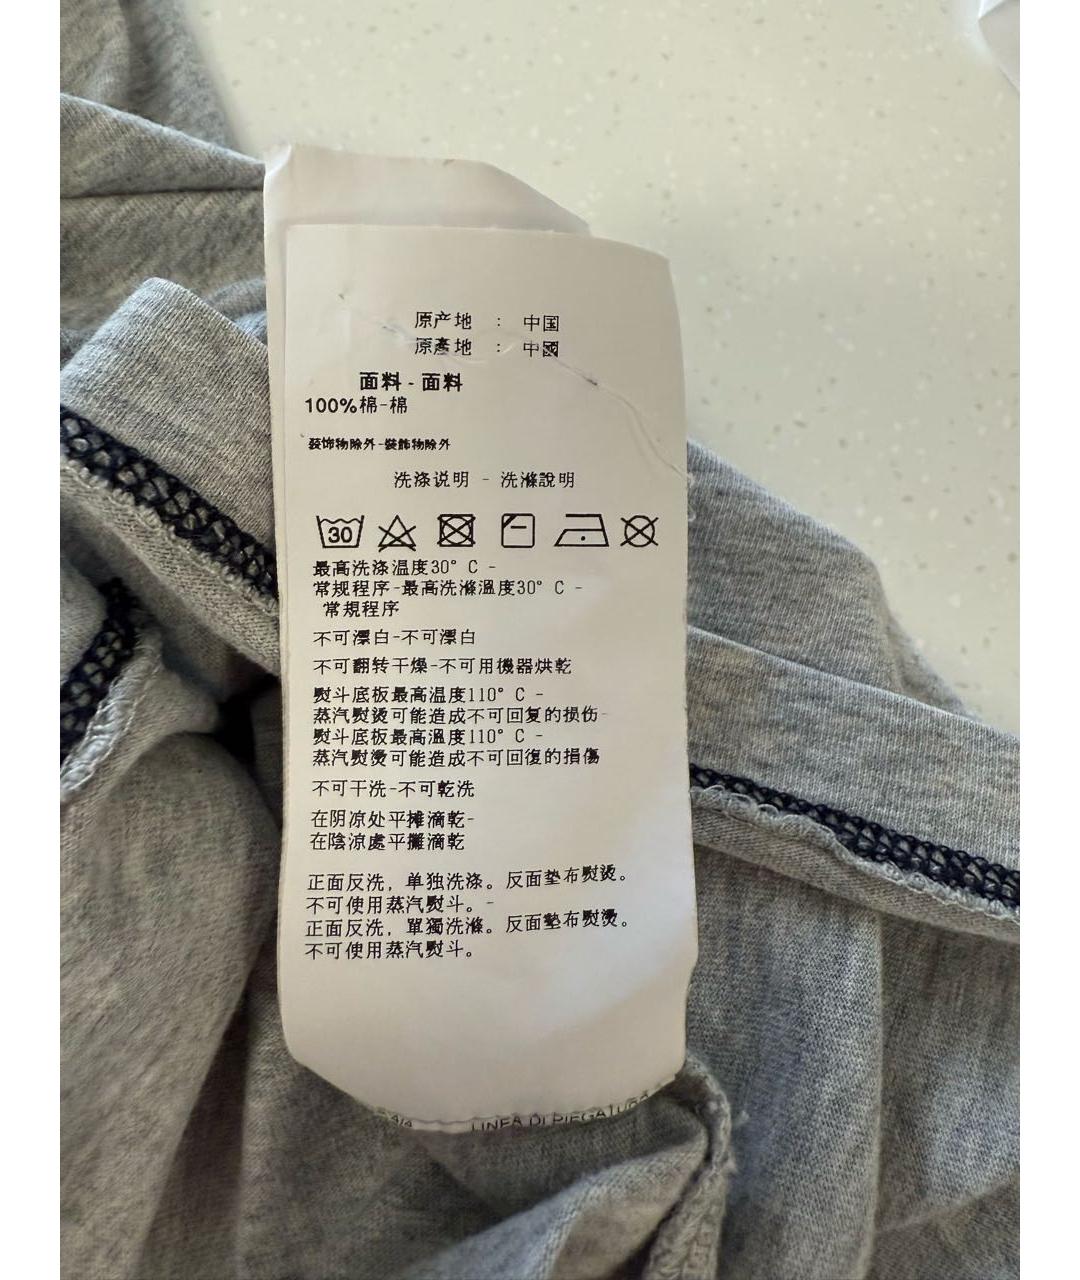 原产地 : 中国
原產地 : 中國
面料 - 面料
100%棉-棉
装饰物除外-裝飾物除外
洗涤说明 - 洗滌說明
30
最高洗涤温度30° C -
常规程序-最高洗滌溫度30° C -
常規程序
不可漂白-不可漂白
不可翻转干燥-不可用機器烘乾
熨斗底板最高温度110° C -
蒸汽熨烫可能造成不可回复的损伤-
熨斗底板最高溫度110° C -
蒸汽熨燙可能造成不可回復的損傷
不可干洗-不可乾洗
在阴凉处平摊滴乾-
在陰涼處平攤滴乾
正面反洗，单独洗涤。反面垫布熨烫。
不可使用蒸汽熨斗。-
正面反洗，單獨洗滌。反面墊布熨燙。
不可使用蒸汽熨斗。
4/4 LINEA DI PIEGATURA